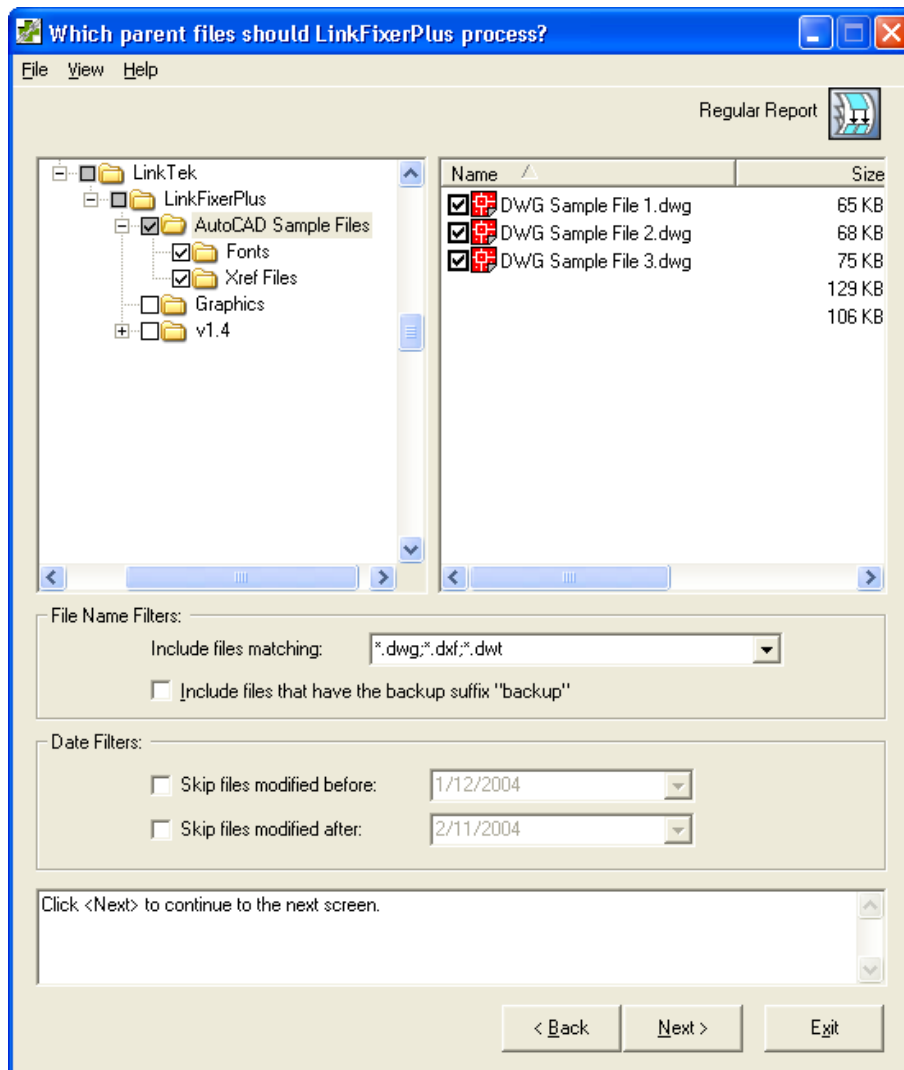 Which parent files should LinkFixerPlus process?
File View Help
Regular Report
LinkTek
LinkFixerPlus
AutoCAD Sample Files
Fonts
Xref Files
Graphics
v1.4
Name Size
DWG Sample File 1.dwg 65 KB
DWG Sample File 2.dwg 68 KB
DWG Sample File 3.dwg 75 KB
129 KB
106 KB
File Name Filters:
Include files matching: *.dwg;*.dxf;*.dwt
Include files that have the backup suffix "backup"
Date Filters:
Skip files modified before: 1/12/2004
Skip files modified after: 2/11/2004
Click <Next> to continue to the next screen.
< Back Next > Exit